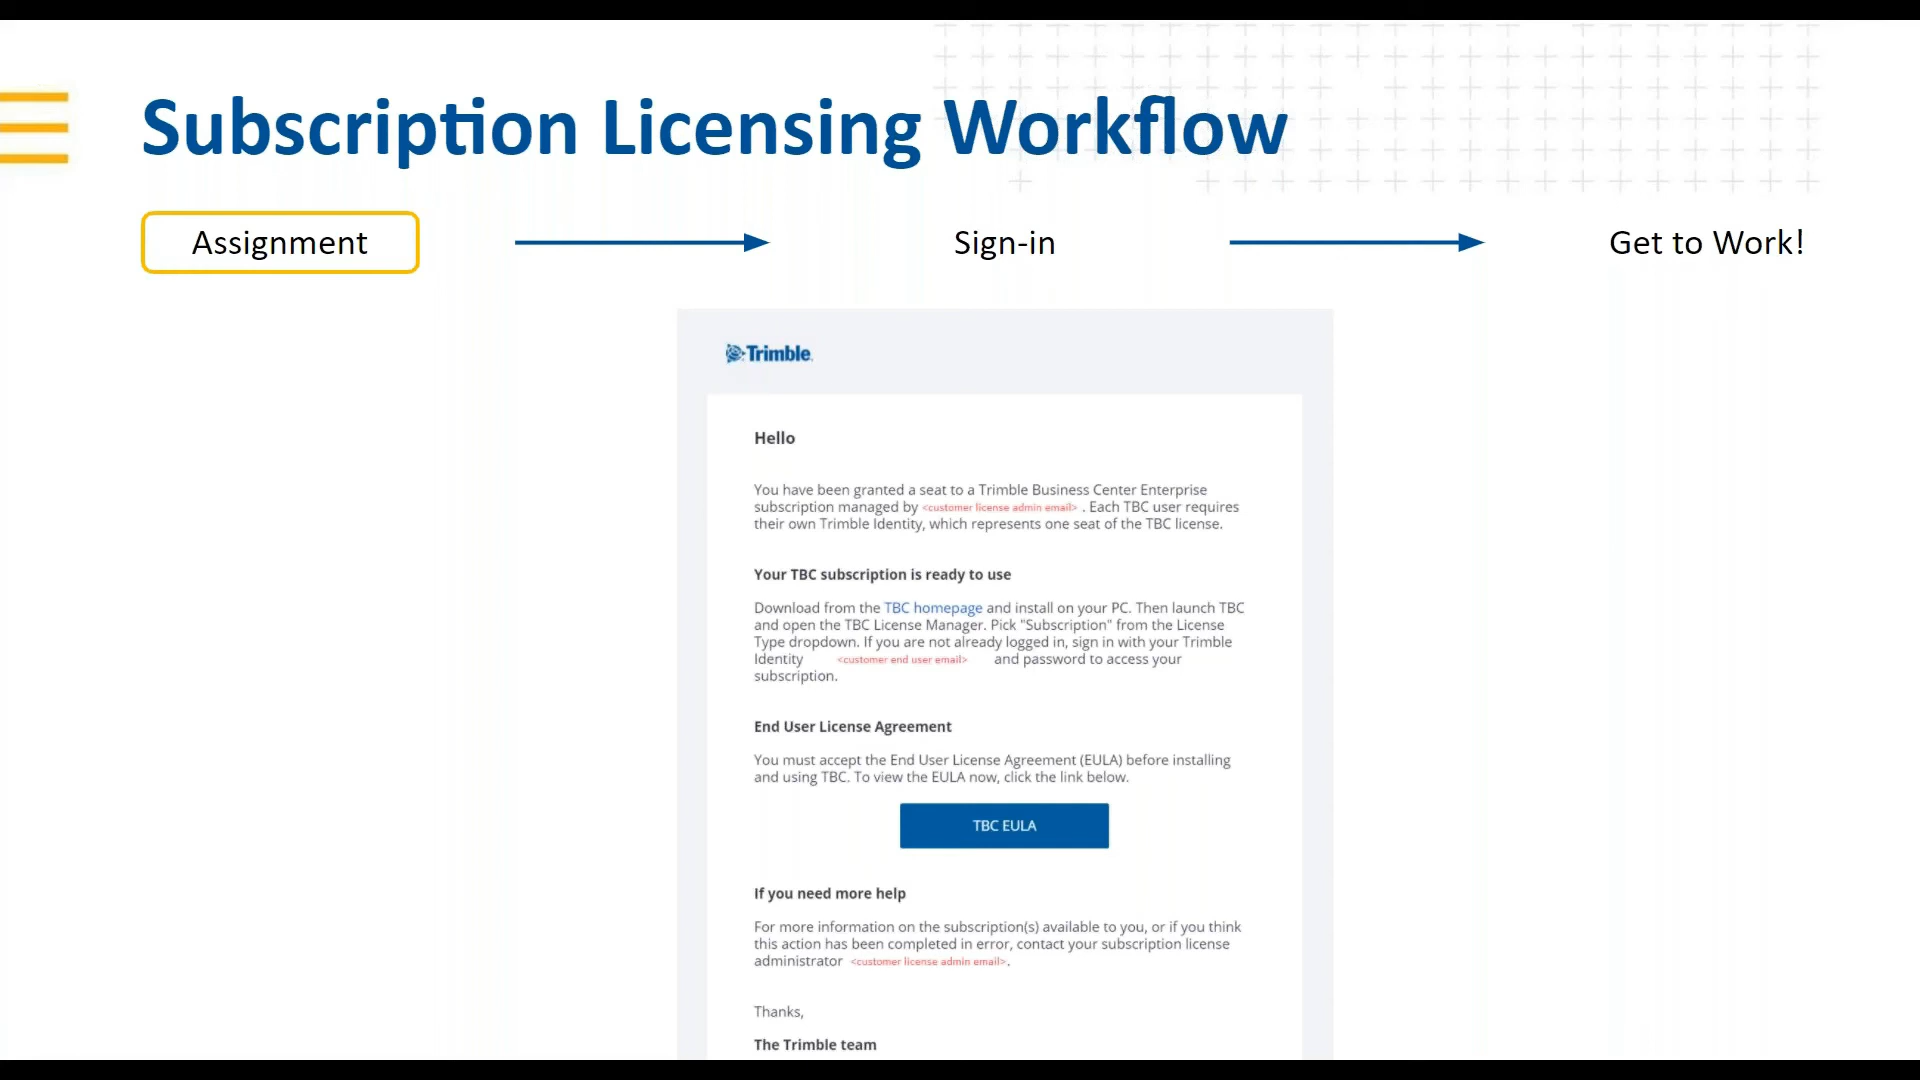 Subscription Licensing Workflow
Assignment
Sign-in
Get to Work!
Trimble
Hello
You have been granted a seat to a Trimble Business Center Enterprise
subscription managed by <customer license admin email> . Each TBC user requires
their own Trimble Identity, which represents one seat of the TBC license.
Your TBC subscription is ready to use
Download from the TBC homepage and install on your PC. Then launch TBC
and open the TBC License Manager. Pick "Subscription" from the License
Type dropdown. If you are not already logged in, sign in with your Trimble
Identity <customer end user email> and password to access your
subscription.
End User License Agreement
You must accept the End User License Agreement (EULA) before installing
and using TBC. To view the EULA now, click the link below.
TBC EULA
If you need more help
For more information on the subscription(s) available to you, or if you think
this action has been completed in error, contact your subscription license
administrator <customer license admin email>.
Thanks,
The Trimble team